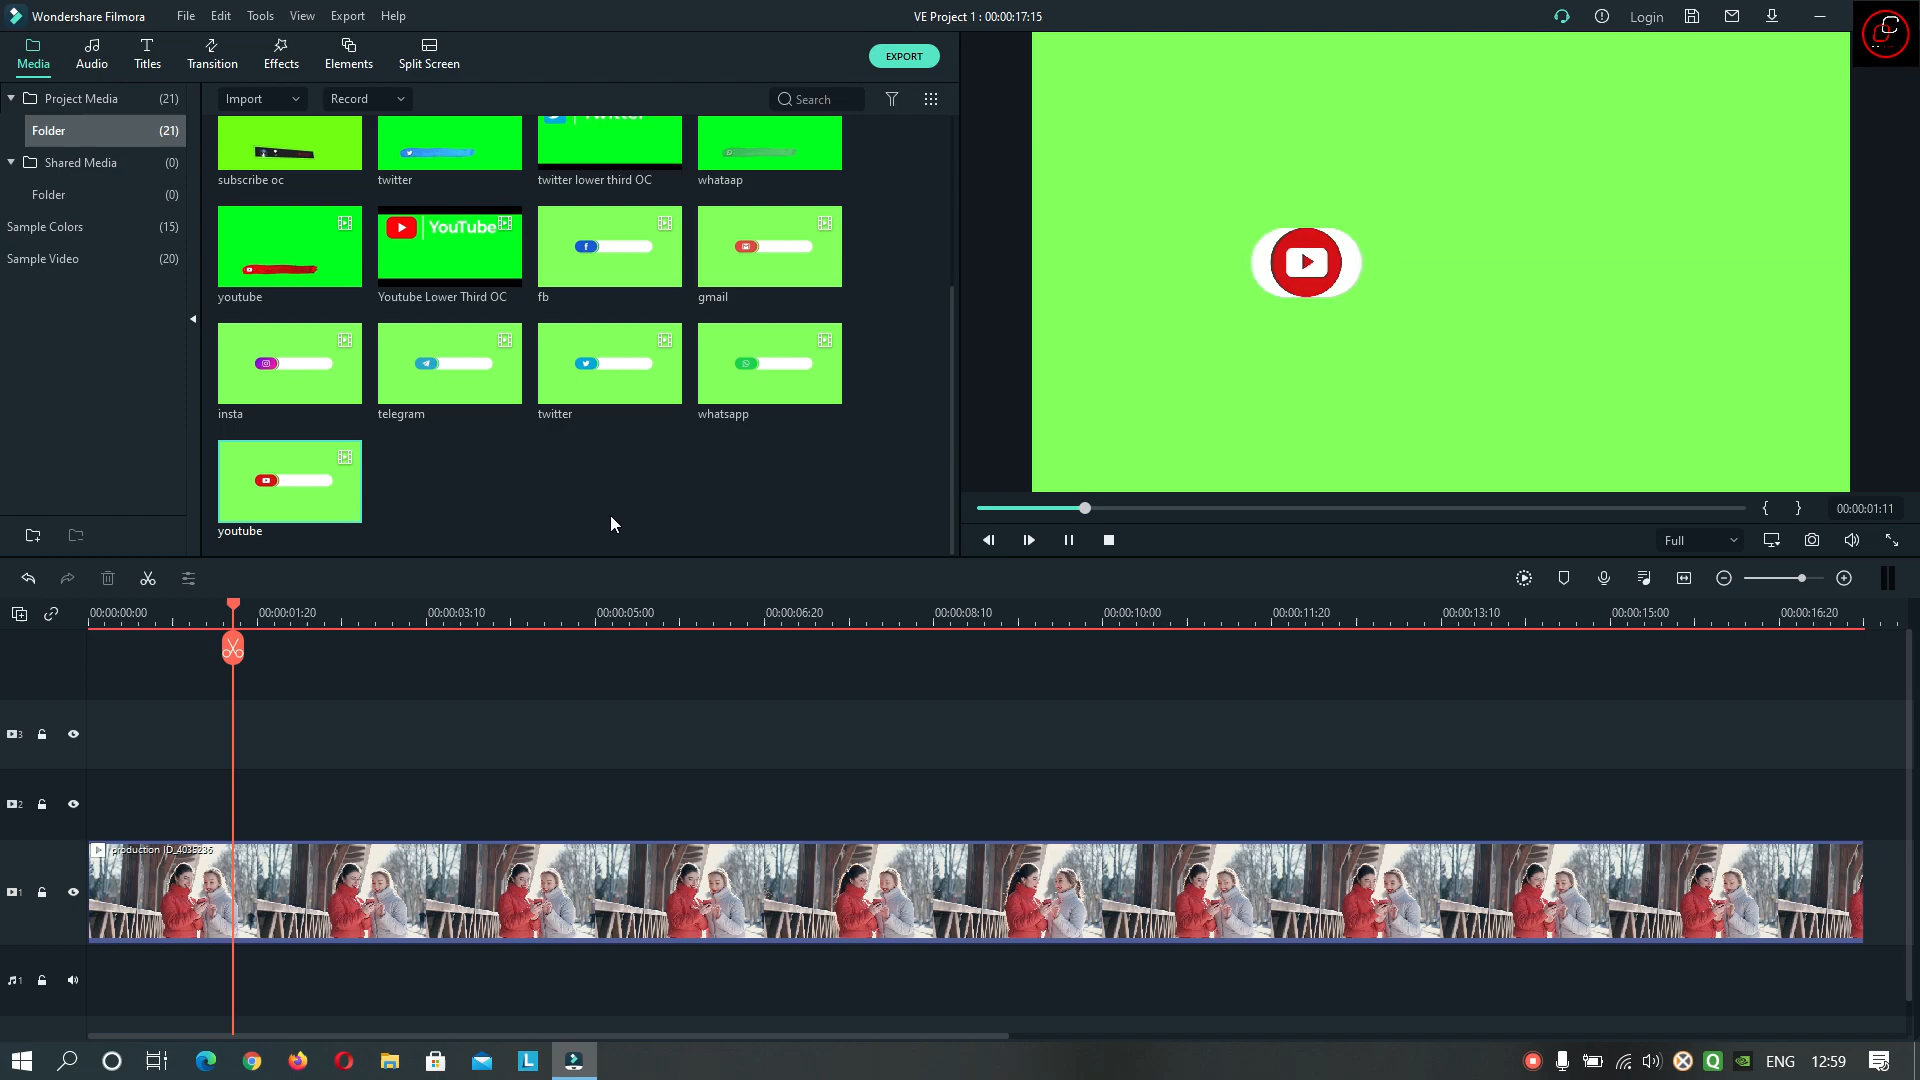 Wondershare Filmora
File Edit Tools View Export Help
VE Project 1 : 00:00:17:15
Login
Media Audio Titles Transition Effects Elements Split Screen
EXPORT
Project Media (21)
Folder (21)
Shared Media (0)
Folder (0)
Sample Colors (15)
Sample Video (20)
Import Record Search
subscribe oc twitter twitter lower third OC whataap
YouTube
youtube Youtube Lower Third OC fb gmail
insta telegram twitter whatsapp
youtube
{ } 00:00:01:11
Full
00:00:00:00 00:00:01:20 00:00:03:10 00:00:05:00 00:00:06:20 00:00:08:10 00:00:10:00 00:00:11:20 00:00:13:10 00:00:15:00 00:00:16:20
3
2
production ID_4035236
1
1
L
Q
ENG 12:59